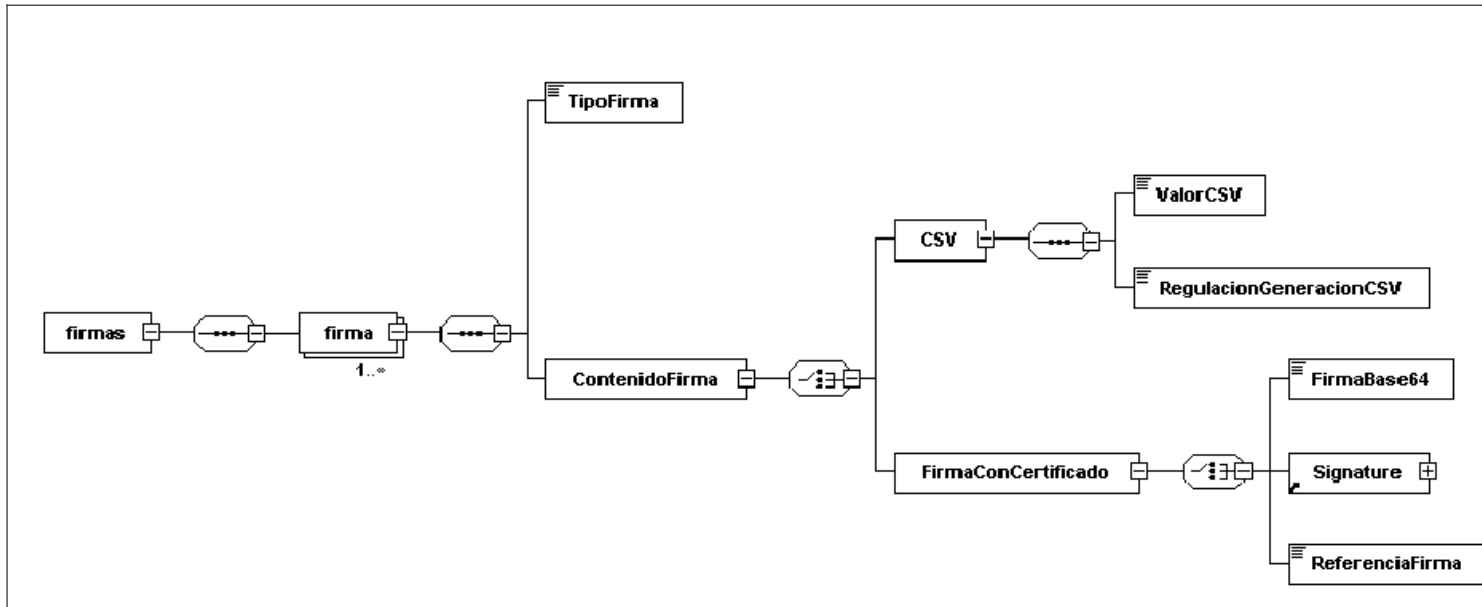 TipoFirma
ValorCSV
CSV
RegulacionGeneracionCSV
firmas
firma
1..∞
ContenidoFirma
FirmaBase64
FirmaConCertificado
Signature
ReferenciaFirma